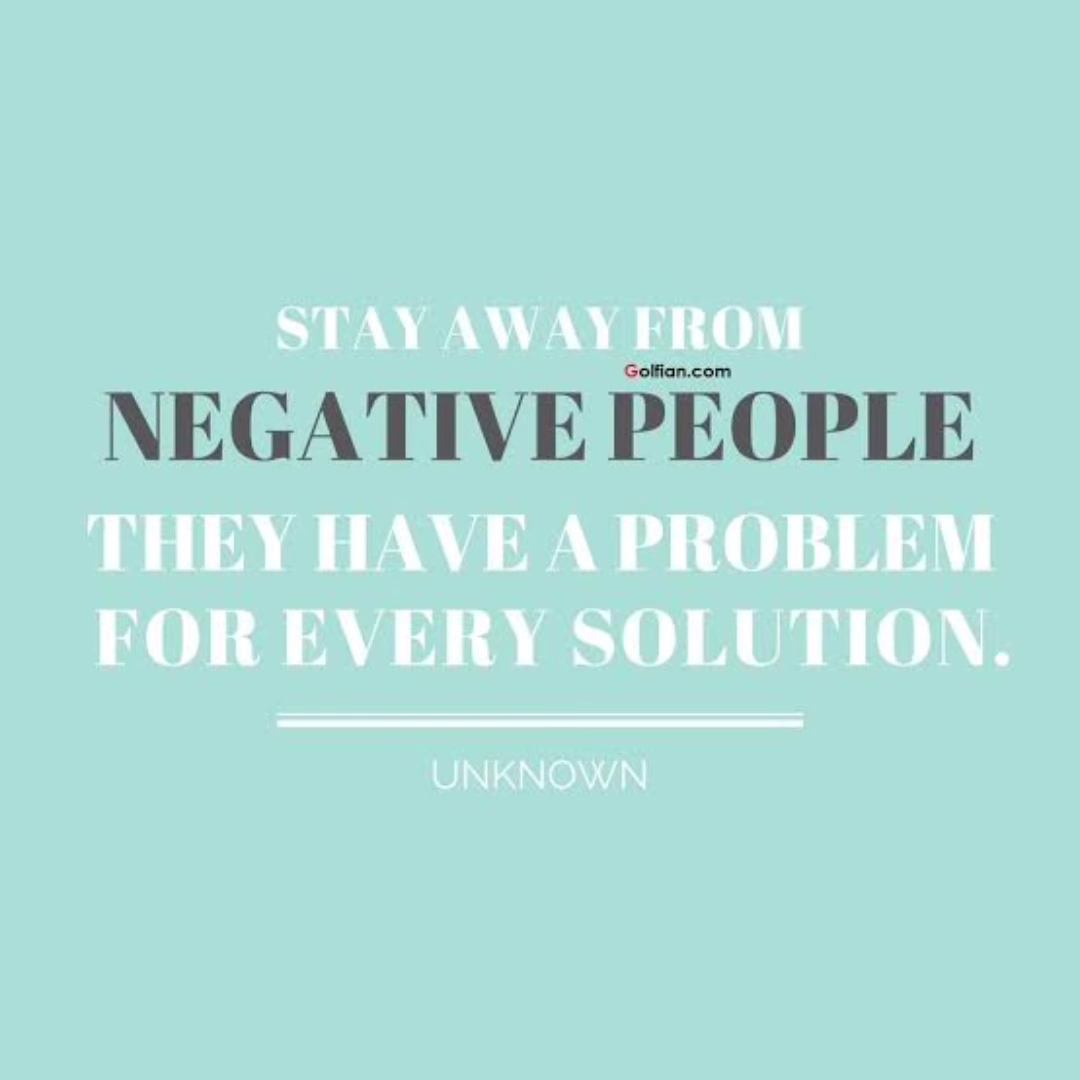 STAY AWAY FROM
Golfian.com
NEGATIVE PEOPLE
THEY HAVE A PROBLEM
FOR EVERY SOLUTION.
UNKNOWN